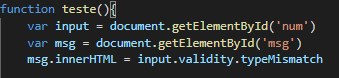 function teste(){
    var input = document.getElementById('num')
    var msg = document.getElementById('msg')
    msg.innerHTML = input.validity.typeMismatch